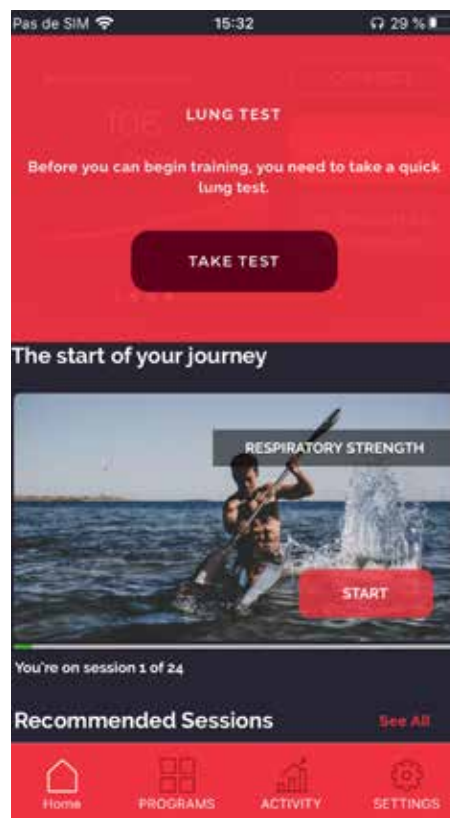 Pas de SIM 15:32 29 %
LUNG TEST
Before you can begin training, you need to take a quick
lung test.
TAKE TEST
The start of your journey
RESPIRATORY STRENGTH
START
You're on session 1 of 24
Recommended Sessions See All
Home PROGRAMS ACTIVITY SETTINGS